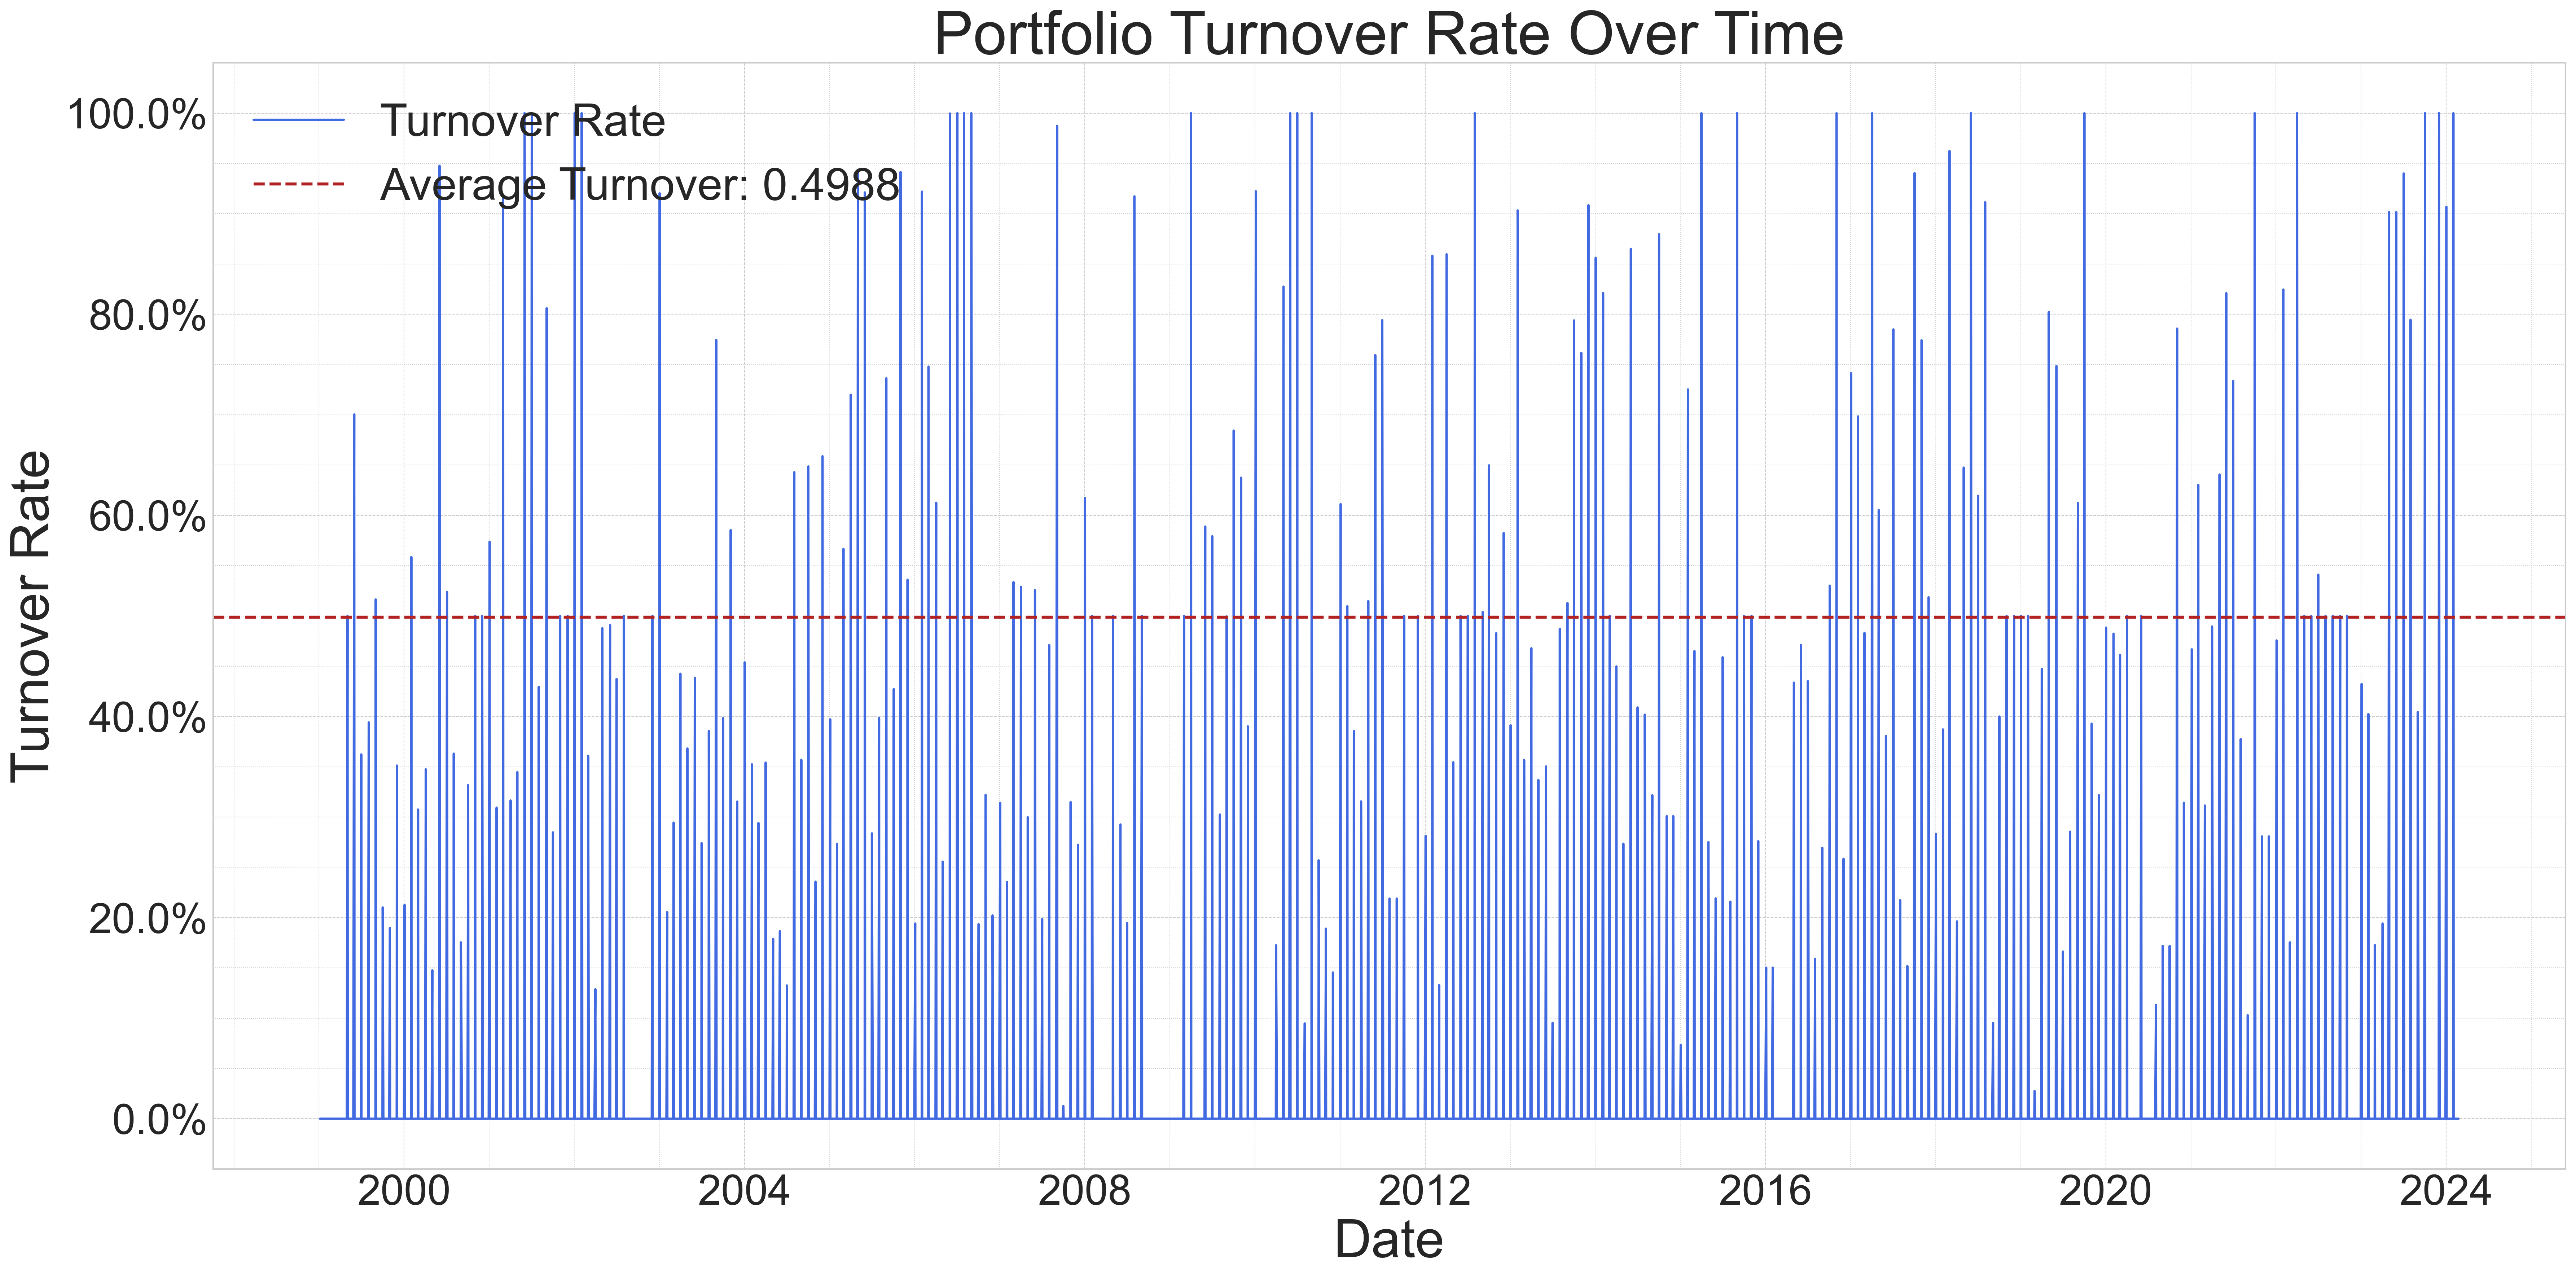 Portfolio Turnover Rate Over Time
Turnover Rate
Average Turnover: 0.4988
Turnover Rate
100.0%
80.0%
60.0%
40.0%
20.0%
0.0%
2000 2004 2008 2012 2016 2020 2024
Date